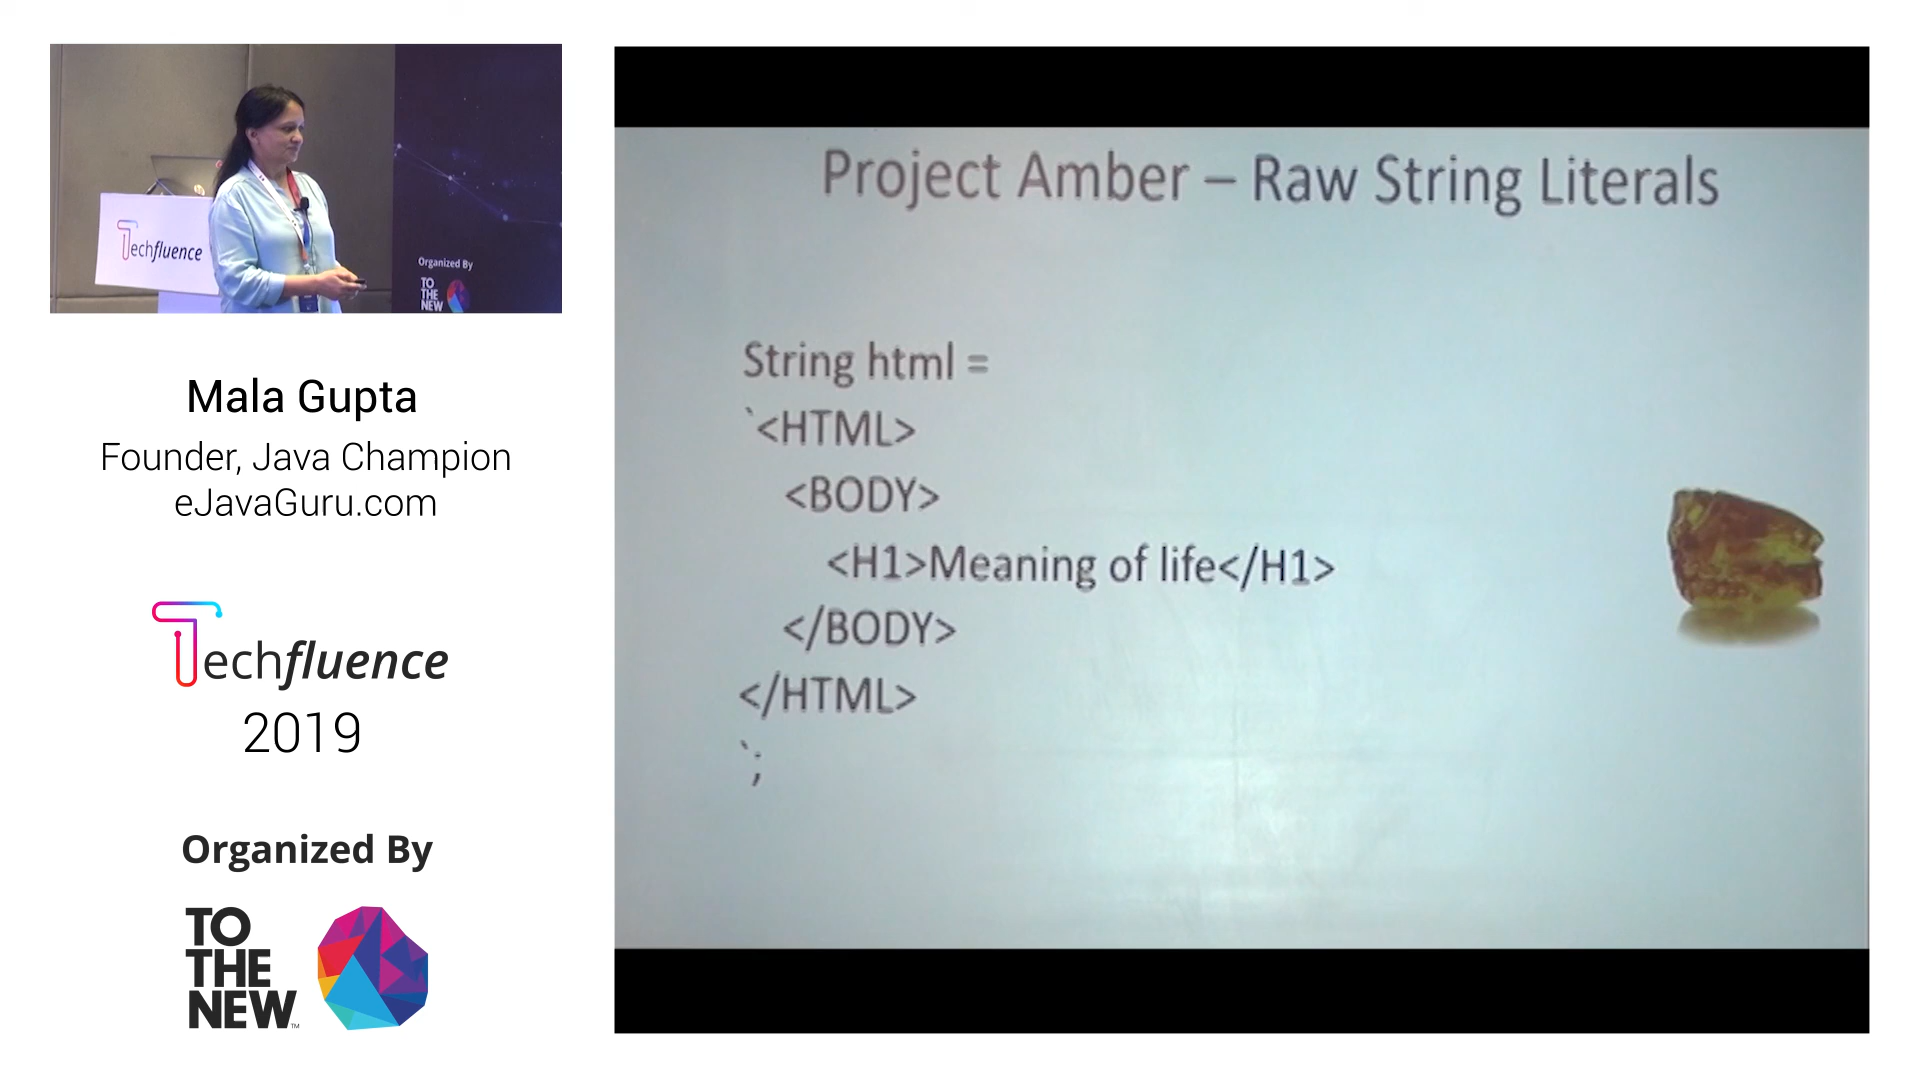 Techfluence
Organized By
TO
THE
NEW
Mala Gupta
Founder, Java Champion
eJavaGuru.com
Techfluence
2019
Organized By
TO
THE
NEW™
Project Amber – Raw String Literals
String html =
`<HTML>
<BODY>
<H1>Meaning of life</H1>
</BODY>
</HTML>
`;